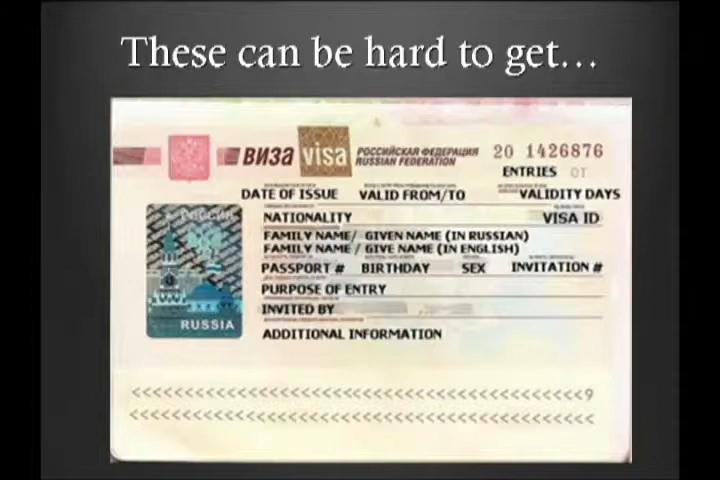 These can be hard to get...
ВИЗА visa РОССИЙСКАЯ ФЕДЕРАЦИЯ 20 1426876
RUSSIAN FEDERATION
ENTRIES 01
DATE OF ISSUE VALID FROM/TO VALIDITY DAYS
NATIONALITY VISA ID
FAMILY NAME/ GIVEN NAME (IN RUSSIAN)
FAMILY NAME / GIVE NAME (IN ENGLISH)
PASSPORT # BIRTHDAY SEX INVITATION #
PURPOSE OF ENTRY
INVITED BY
РОССИЯ
RUSSIA
ADDITIONAL INFORMATION
<<<<<<<<<<<<<<<<<<<<<<<<<<<<<<<<<<<<<<<<<<<9
<<<<<<<<<<<<<<<<<<<<<<<<<<<<<<<<<<<<<<<<<<<<